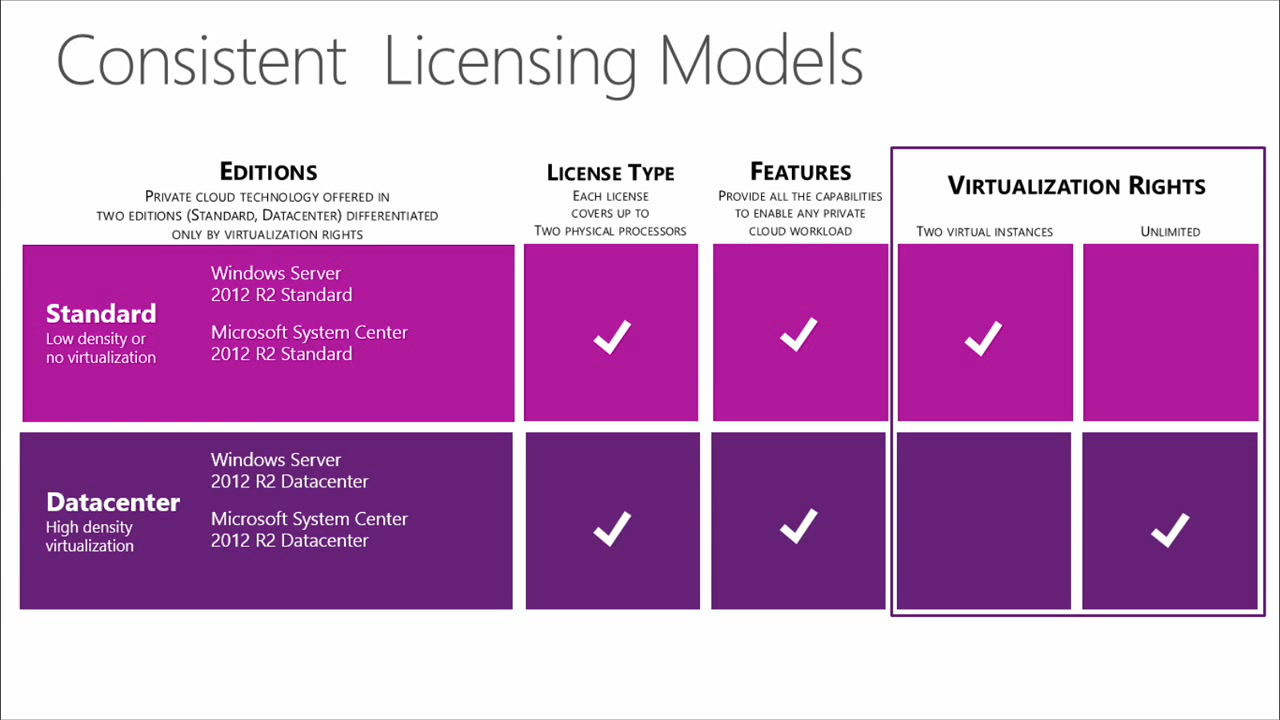 Consistent Licensing Models
EDITIONS
PRIVATE CLOUD TECHNOLOGY OFFERED IN
TWO EDITIONS (STANDARD, DATACENTER) DIFFERENTIATED
ONLY BY VIRTUALIZATION RIGHTS
LICENSE TYPE
EACH LICENSE
COVERS UP TO
TWO PHYSICAL PROCESSORS
FEATURES
PROVIDE ALL THE CAPABILITIES
TO ENABLE ANY PRIVATE
CLOUD WORKLOAD
VIRTUALIZATION RIGHTS
TWO VIRTUAL INSTANCES
UNLIMITED
Standard
Low density or
no virtualization
Windows Server
2012 R2 Standard
Microsoft System Center
2012 R2 Standard
Datacenter
High density
virtualization
Windows Server
2012 R2 Datacenter
Microsoft System Center
2012 R2 Datacenter